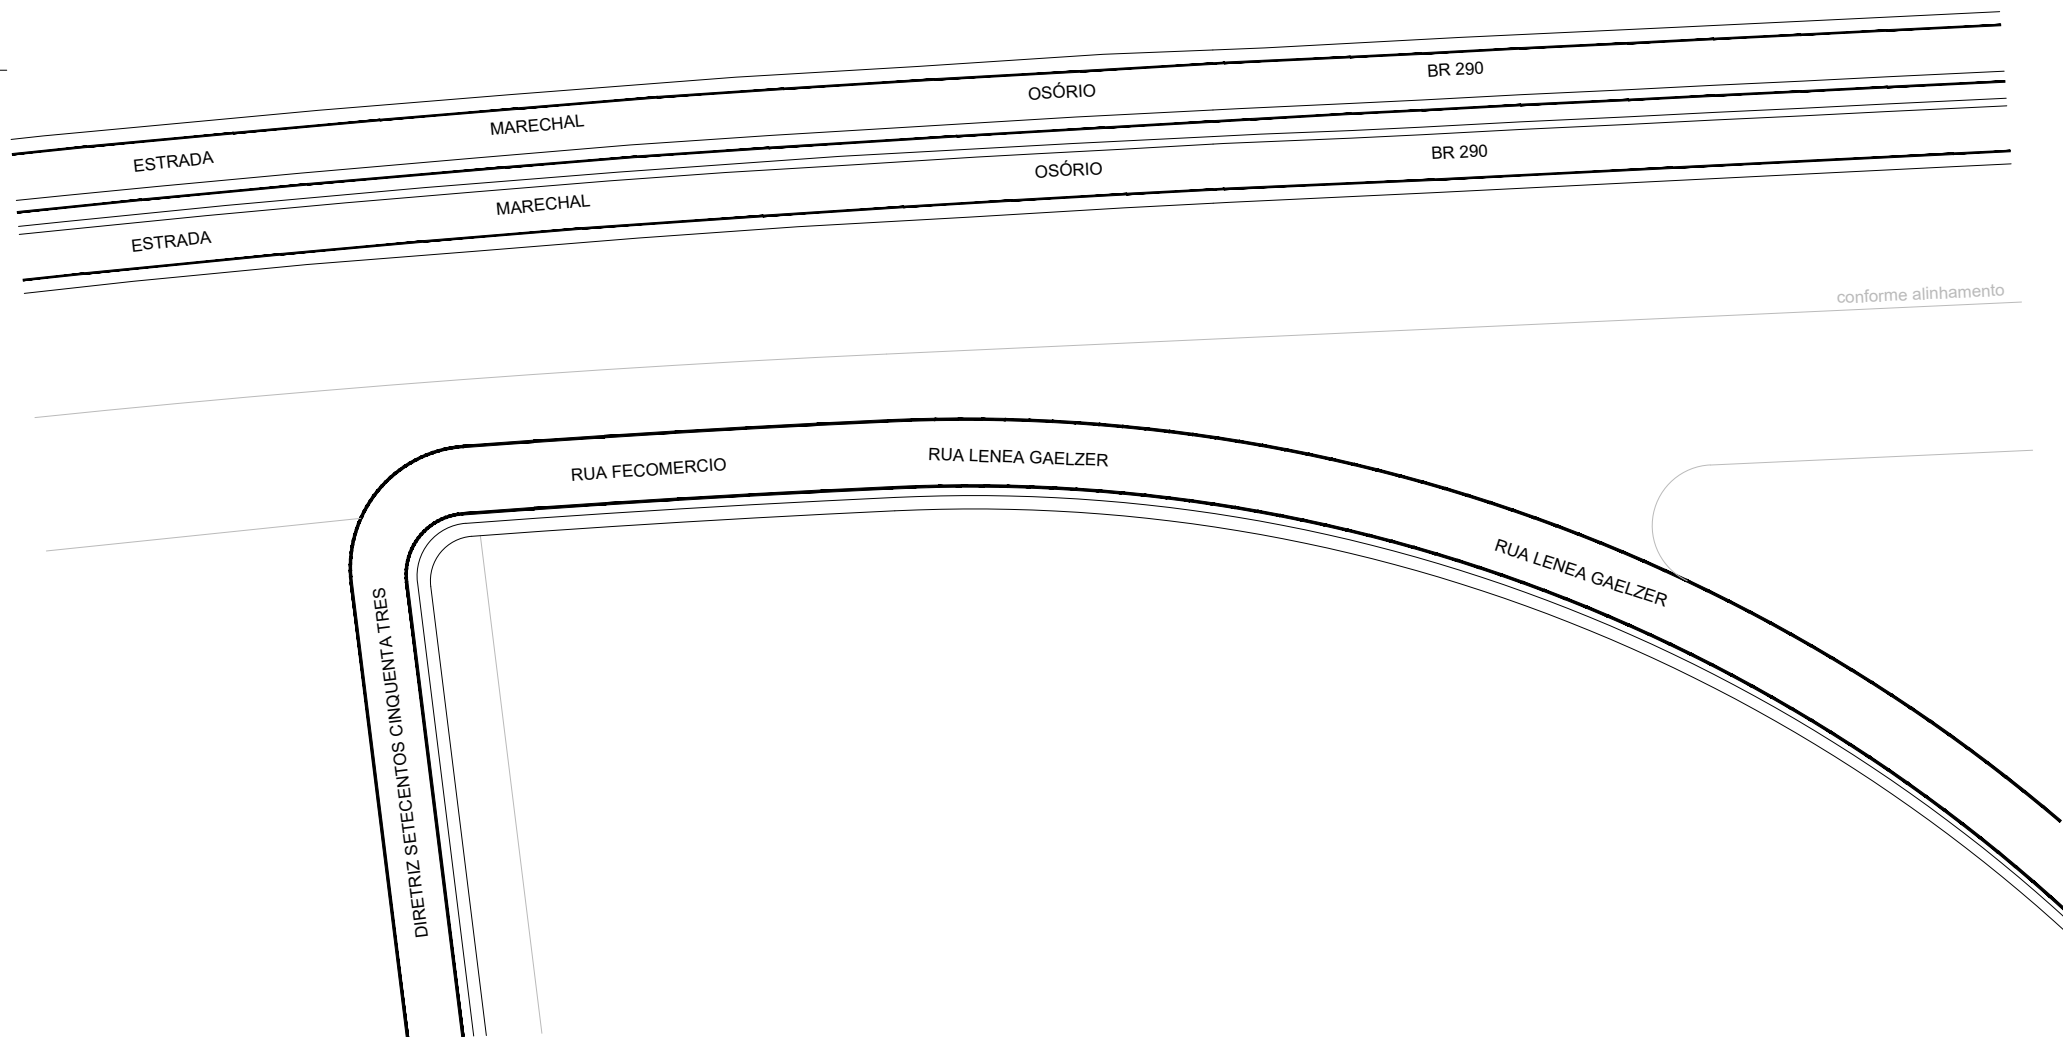 ESTRADA
MARECHAL
OSÓRIO
BR 290
ESTRADA
MARECHAL
OSÓRIO
BR 290
conforme alinhamento
RUA FECOMERCIO
RUA LENEA GAELZER
RUA LENEA GAELZER
DIRETRIZ SETECENTOS CINQUENTA TRES